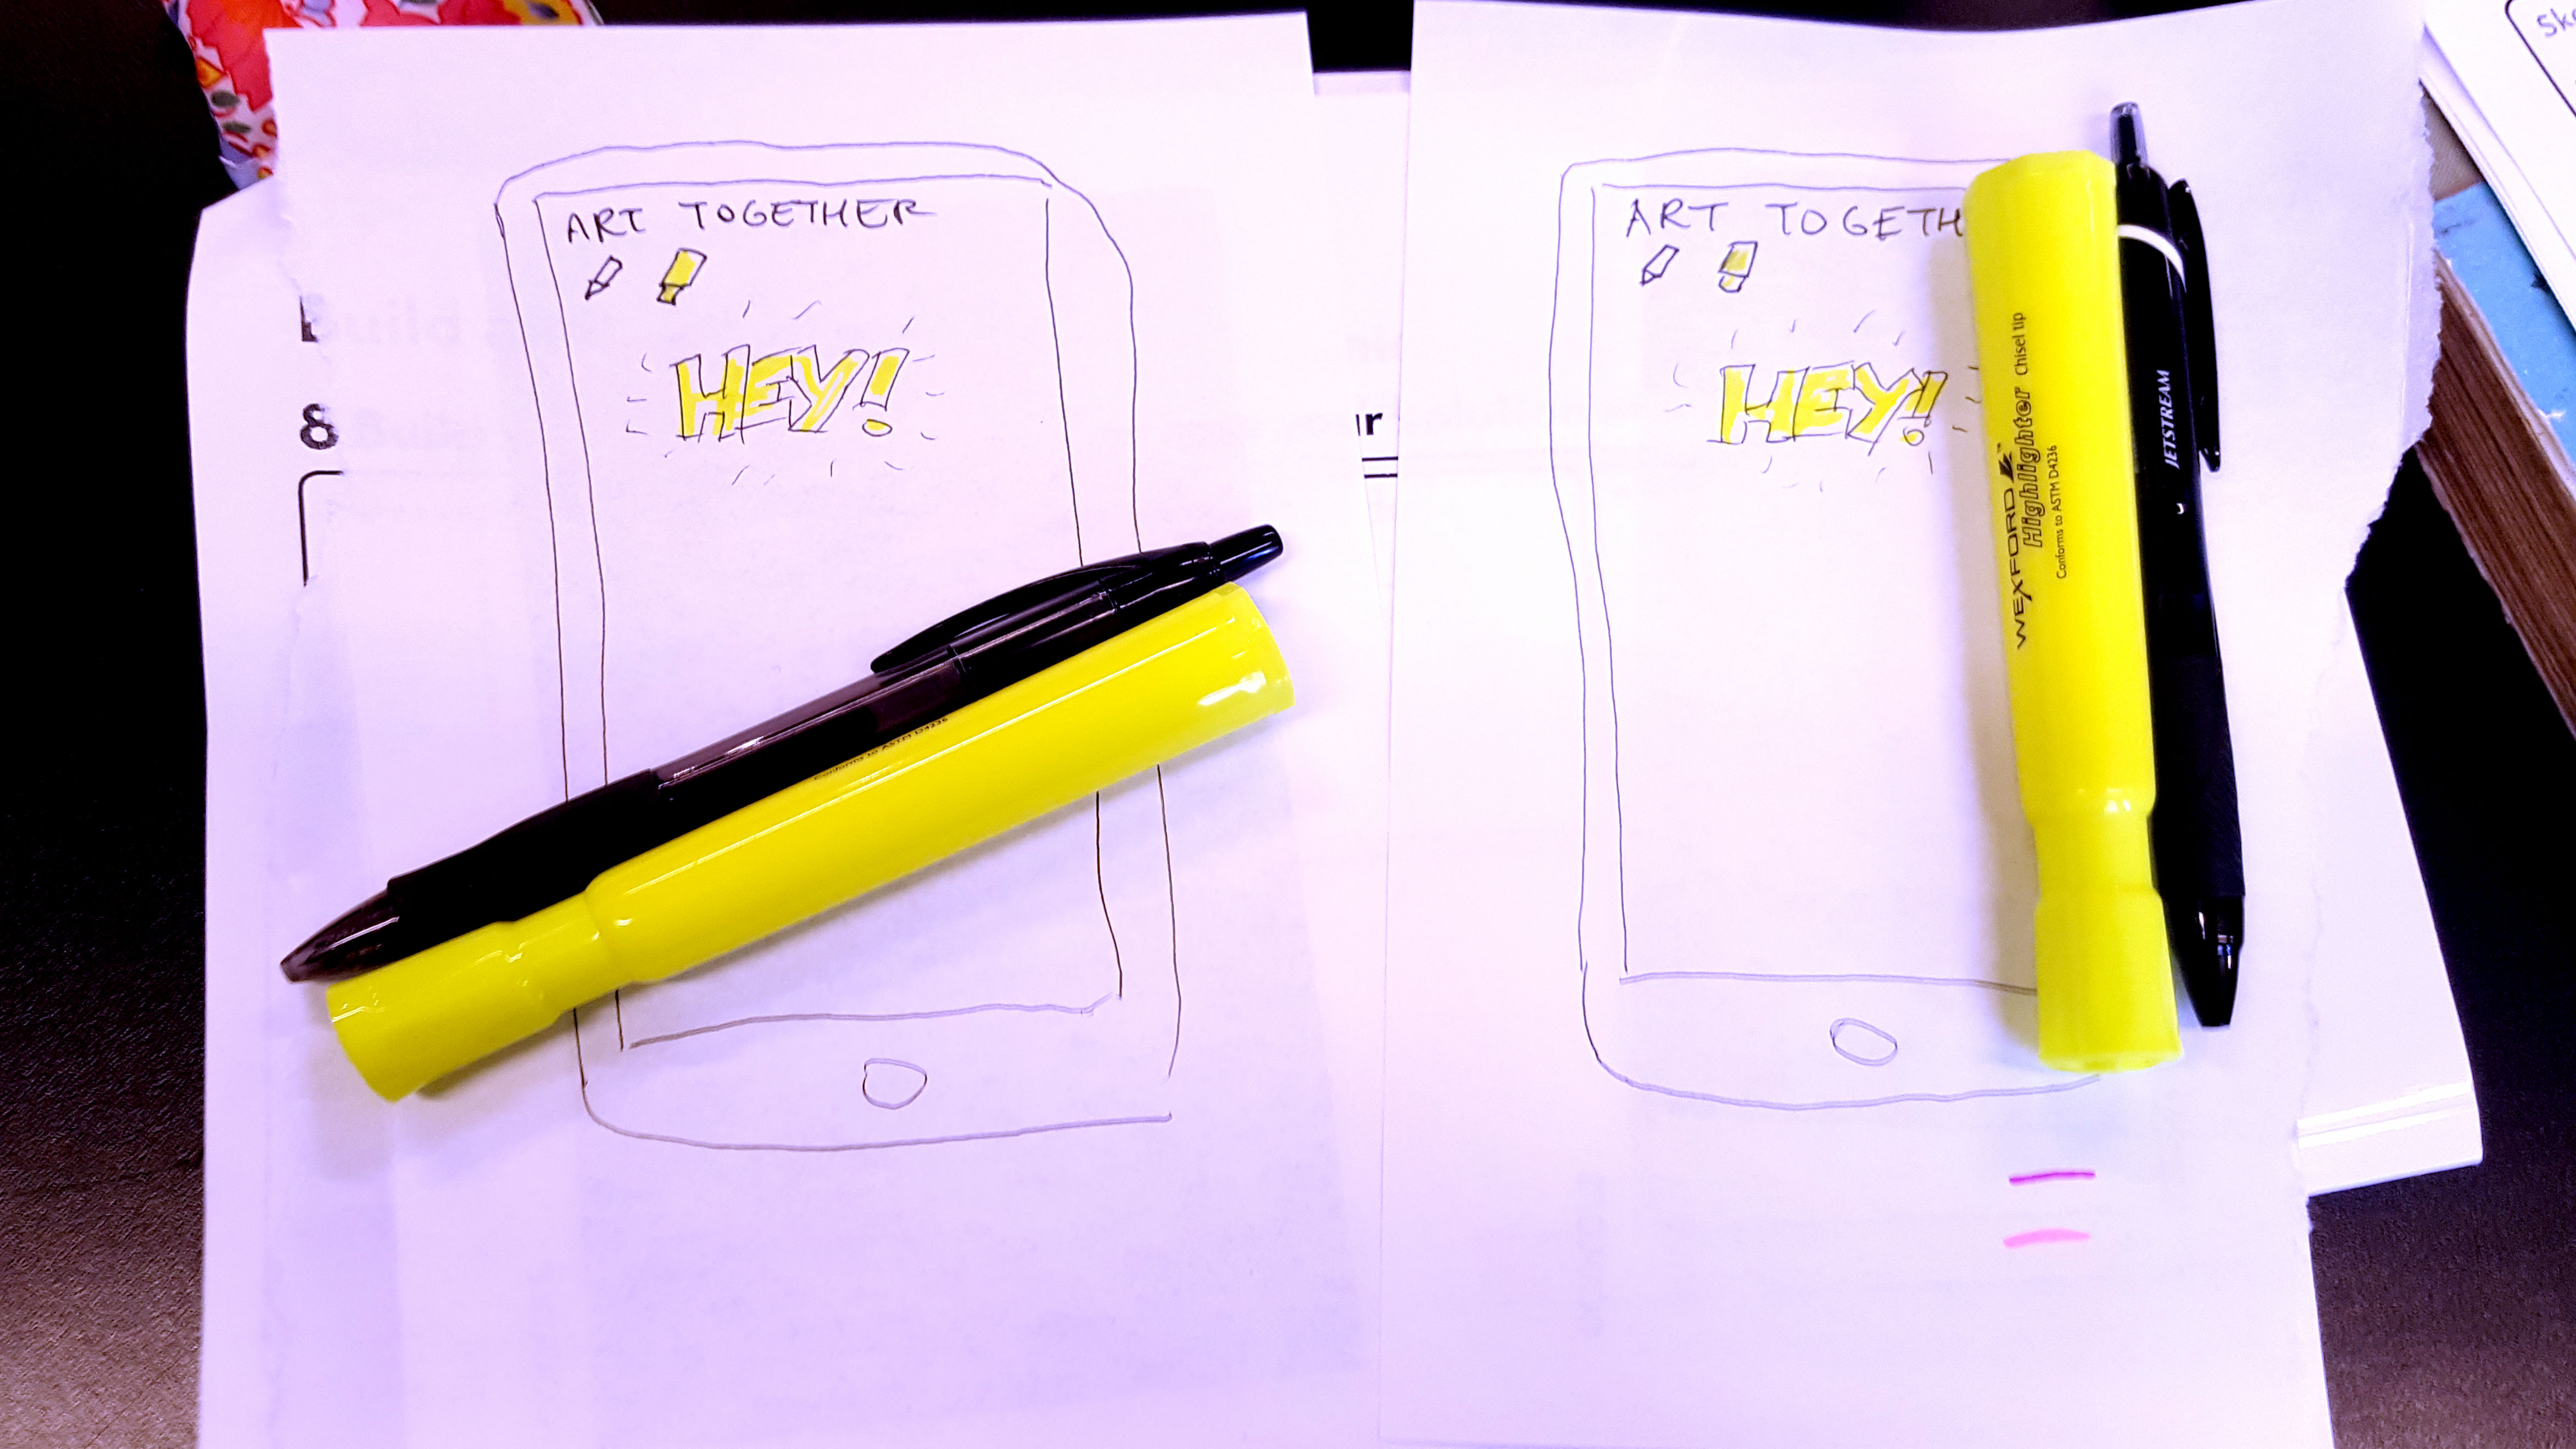 ART TOGETHER
HEY!
8
Conforms to ASTM D4236
ART TOGETH
HEY!
WEXFORD
Highlighter Chisel tip
Conforms to ASTM D4236
JETSTREAM